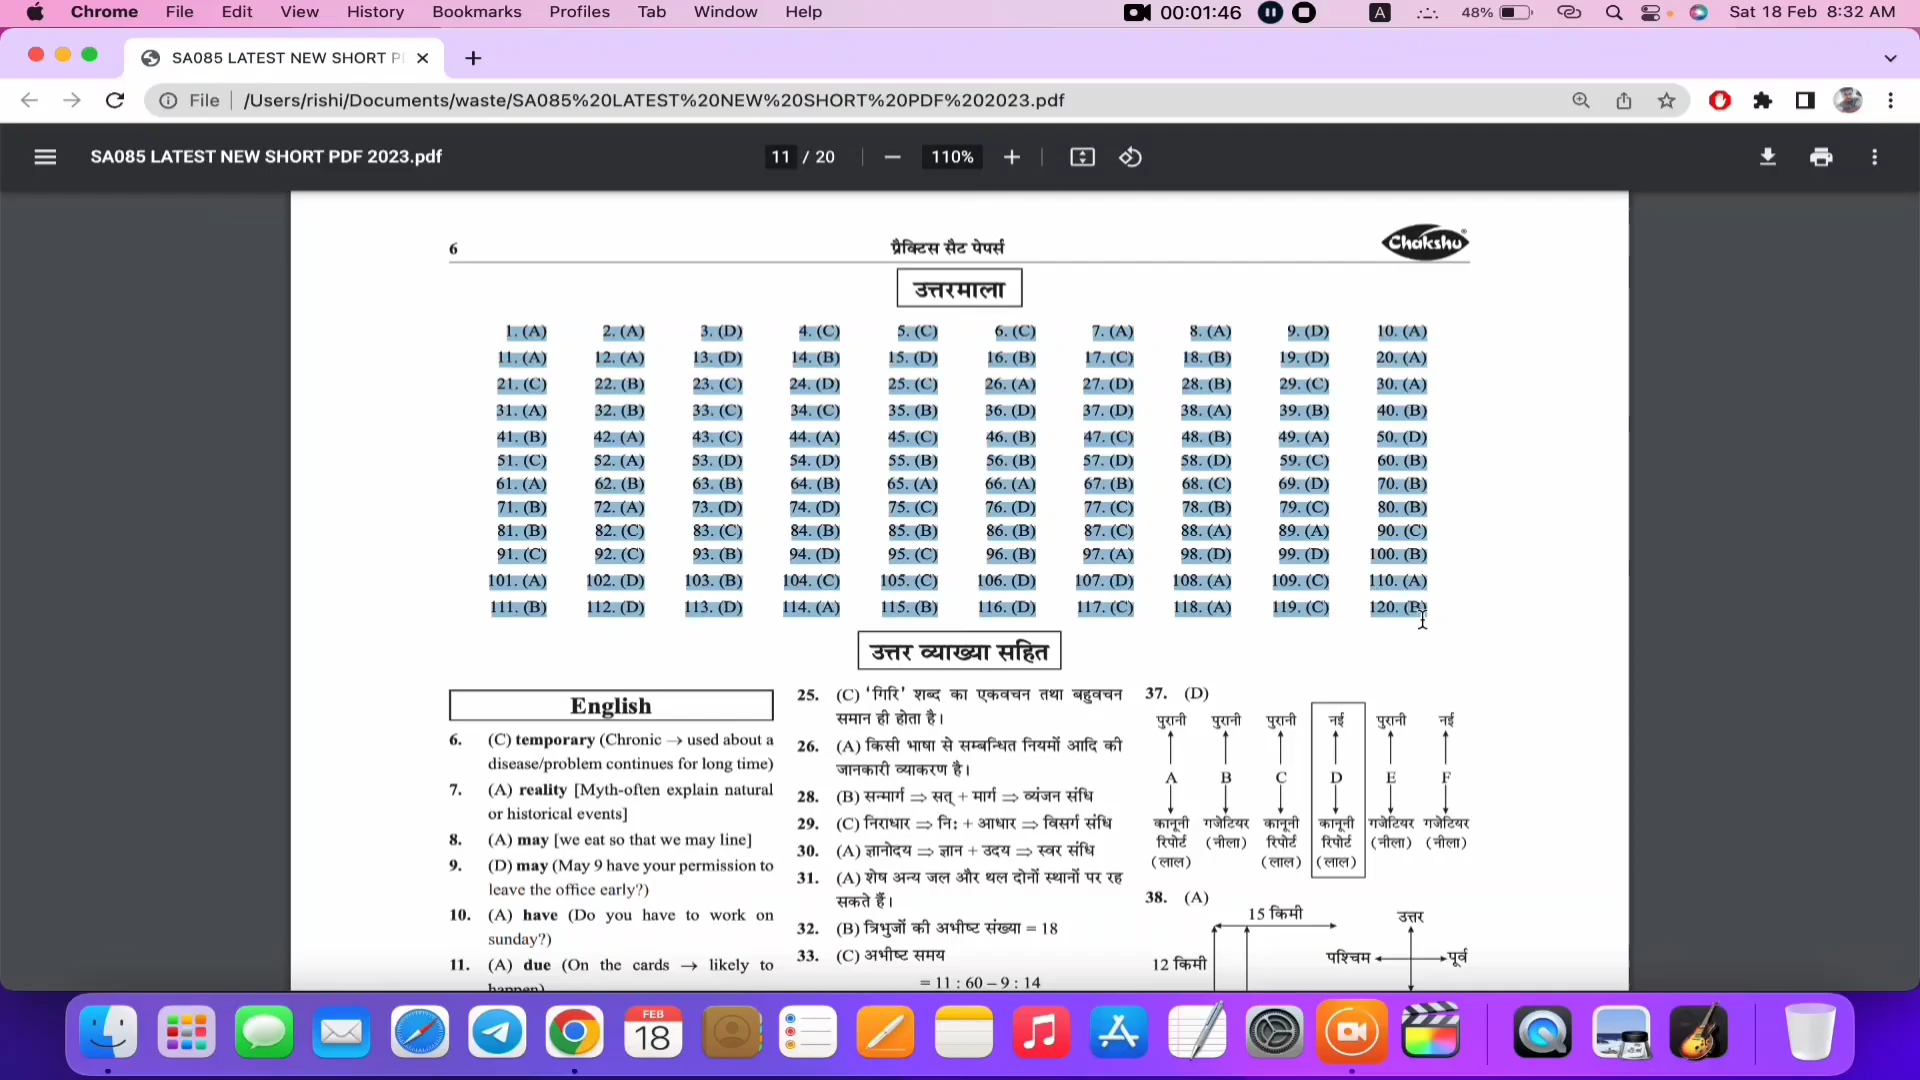 Chrome File Edit View History Bookmarks Profiles Tab Window Help 00:01:46 A 48% Sat 18 Feb 8:32 AM
SA085 LATEST NEW SHORT P
File /Users/rishi/Documents/waste/SA085%20LATEST%20NEW%20SHORT%20PDF%202023.pdf
SA085 LATEST NEW SHORT PDF 2023.pdf 11 / 20 110%
6 प्रैक्टिस सैट पेपर्स Chakshu
उत्तरमाला
1. (A) 2. (A) 3. (D) 4. (C) 5. (C) 6. (C) 7. (A) 8. (A) 9. (D) 10. (A)
11. (A) 12. (A) 13. (D) 14. (B) 15. (D) 16. (B) 17. (C) 18. (B) 19. (D) 20. (A)
21. (C) 22. (B) 23. (C) 24. (D) 25. (C) 26. (A) 27. (D) 28. (B) 29. (C) 30. (A)
31. (A) 32. (B) 33. (C) 34. (C) 35. (B) 36. (D) 37. (D) 38. (A) 39. (B) 40. (B)
41. (B) 42. (A) 43. (C) 44. (A) 45. (C) 46. (B) 47. (C) 48. (B) 49. (A) 50. (D)
51. (C) 52. (A) 53. (D) 54. (D) 55. (B) 56. (B) 57. (D) 58. (D) 59. (C) 60. (B)
61. (A) 62. (B) 63. (B) 64. (B) 65. (A) 66. (A) 67. (B) 68. (C) 69. (D) 70. (B)
71. (B) 72. (A) 73. (D) 74. (D) 75. (C) 76. (D) 77. (C) 78. (B) 79. (C) 80. (B)
81. (B) 82. (C) 83. (C) 84. (B) 85. (B) 86. (B) 87. (C) 88. (A) 89. (A) 90. (C)
91. (C) 92. (C) 93. (B) 94. (D) 95. (C) 96. (B) 97. (A) 98. (D) 99. (D) 100. (B)
101. (A) 102. (D) 103. (B) 104. (C) 105. (C) 106. (D) 107. (D) 108. (A) 109. (C) 110. (A)
111. (B) 112. (D) 113. (D) 114. (A) 115. (B) 116. (D) 117. (C) 118. (A) 119. (C) 120.
उत्तर व्याख्या सहित
English
6. (C) temporary (Chronic → used about a
disease/problem continues for long time)
7. (A) reality [Myth-often explain natural
or historical events]
8. (A) may [we eat so that we may line]
9. (D) may (May 9 have your permission to
leave the office early?)
10. (A) have (Do you have to work on
sunday?)
11. (A) due (On the cards → likely to
happen)
25. (C) ‘गिरि’ शब्द का एकवचन तथा बहुवचन
समान ही होता है।
26. (A) किसी भाषा से सम्बन्धित नियमों आदि की
जानकारी व्याकरण है।
28. (B) सन्मार्ग ⇒ सत् + मार्ग ⇒ व्यंजन संधि
29. (C) निराधार ⇒ निः + आधार ⇒ विसर्ग संधि
30. (A) ज्ञानोदय ⇒ ज्ञान + उदय ⇒ स्वर संधि
31. (A) शेष अन्य जल और थल दोनों स्थानों पर रह
सकते हैं।
32. (B) त्रिभुजों की अभीष्ट संख्या = 18
33. (C) अभीष्ट समय
= 11 : 60 – 9 : 14
37. (D)
पुरानी पुरानी पुरानी नई पुरानी नई
A B C D E F
कानूनी गजेटियर कानूनी कानूनी गजेटियर गजेटियर
रिपोर्ट (नीला) रिपोर्ट रिपोर्ट (नीला) (नीला)
(लाल) (लाल) (लाल)
38. (A)
15 किमी उत्तर
12 किमी पश्चिम पूर्व
FEB
18